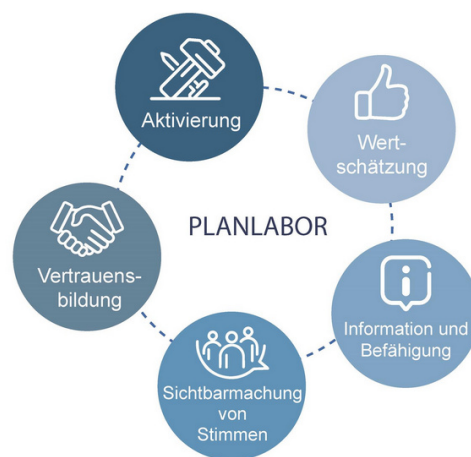 Aktivierung
Wert-
schätzung
PLANLABOR
Vertrauens-
bildung
Information und
Befähigung
Sichtbarmachung
von
Stimmen